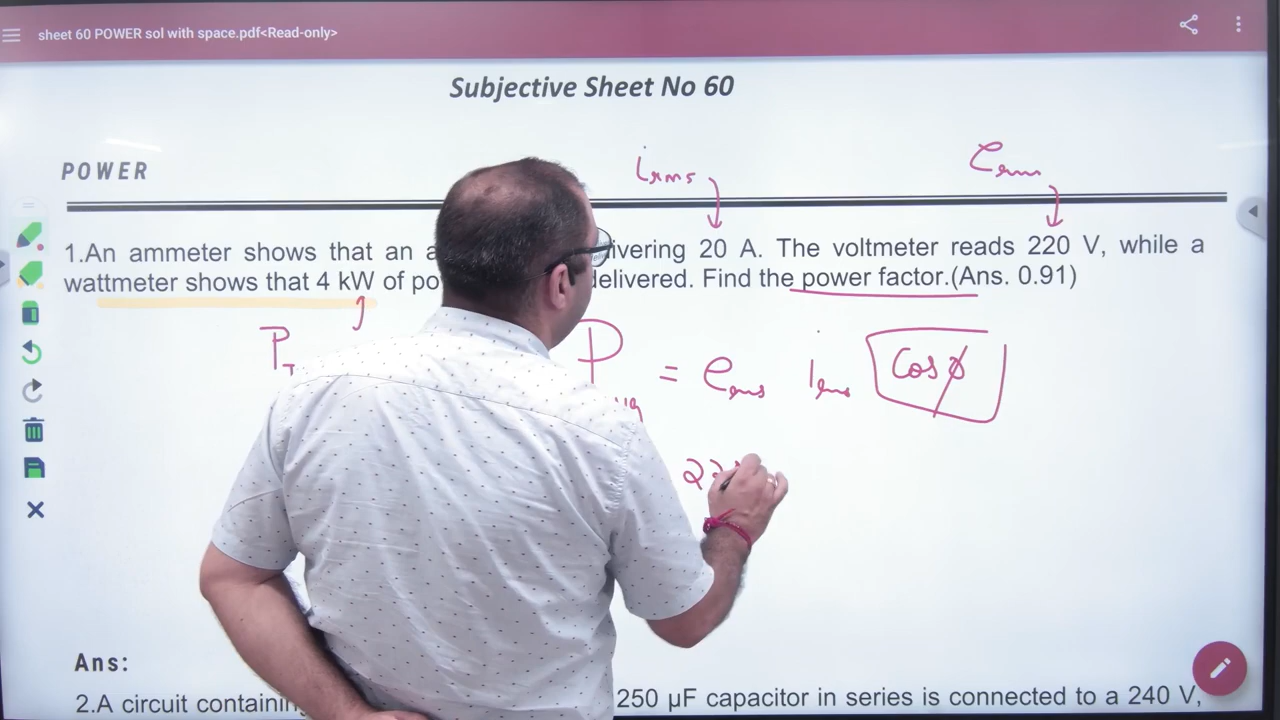 sheet 60 POWER sol with space.pdf<Read-only>
Subjective Sheet No 60
POWER
irms
erms
1.An ammeter shows that an a ivering 20 A. The voltmeter reads 220 V, while a
wattmeter shows that 4 kW of po delivered. Find the power factor.(Ans. 0.91)
P = erms irms Cosϕ
22
Ans:
2.A circuit containing 250 μF capacitor in series is connected to a 240 V,